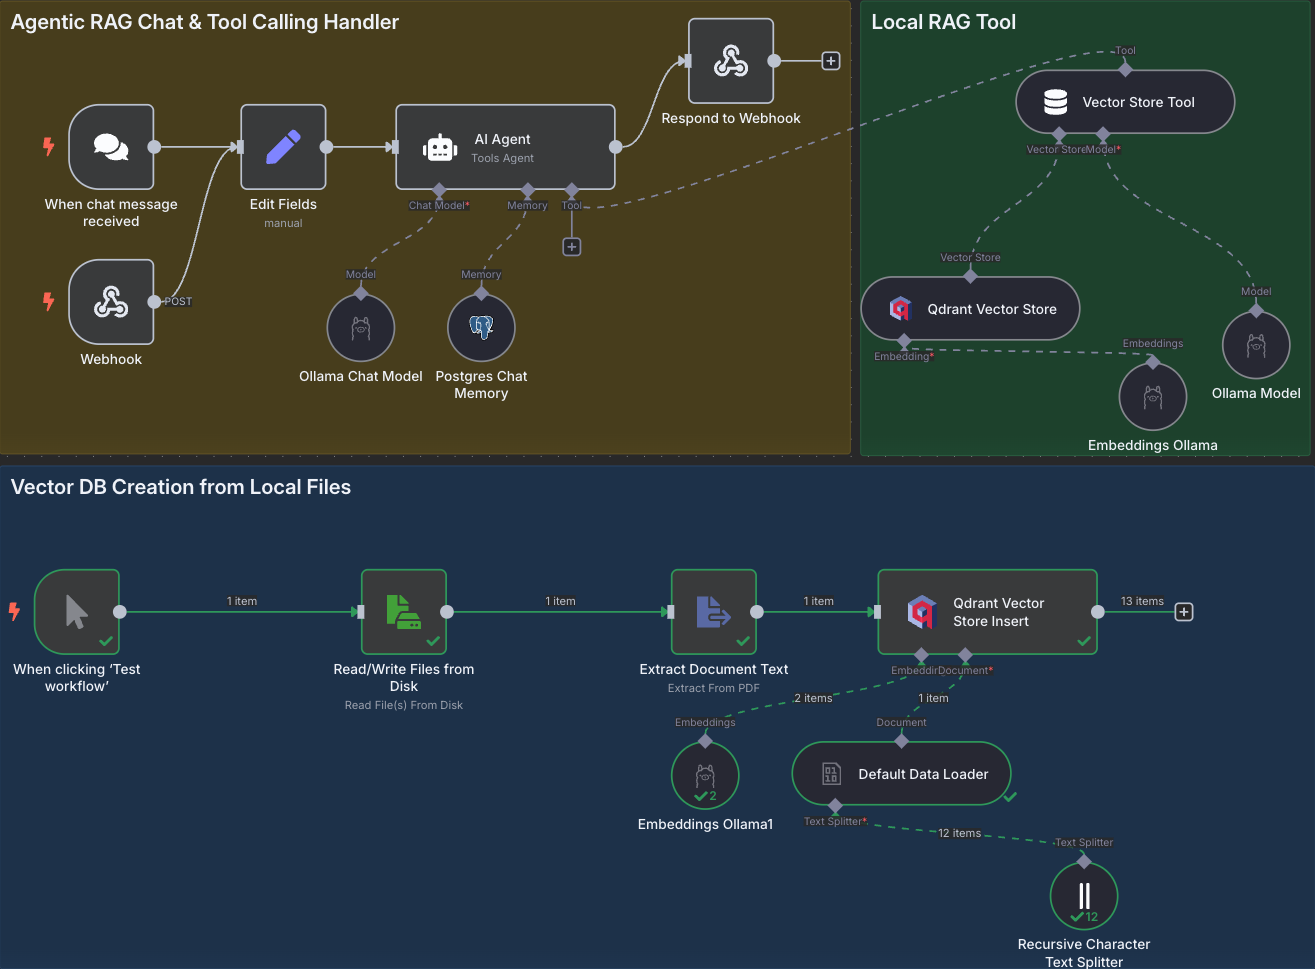 Agentic RAG Chat & Tool Calling Handler
Respond to Webhook
When chat message
received
Edit Fields
manual
AI Agent
Tools Agent
Chat Model*
Memory
Tool
Webhook
POST
Model
Ollama Chat Model
Memory
Postgres Chat
Memory
Local RAG Tool
Tool
Vector Store Tool
Vector Store
Model*
Vector Store
Qdrant Vector Store
Embedding*
Embeddings
Embeddings Ollama
Model
Ollama Model
Vector DB Creation from Local Files
When clicking ‘Test
workflow’
1 item
Read/Write Files from
Disk
Read File(s) From Disk
1 item
Extract Document Text
Extract From PDF
1 item
Qdrant Vector
Store Insert
13 items
Embeddin
Document*
2 items
1 item
Embeddings
2
Embeddings Ollama1
Document
Default Data Loader
Text Splitter*
12 items
Text Splitter
12
Recursive Character
Text Splitter